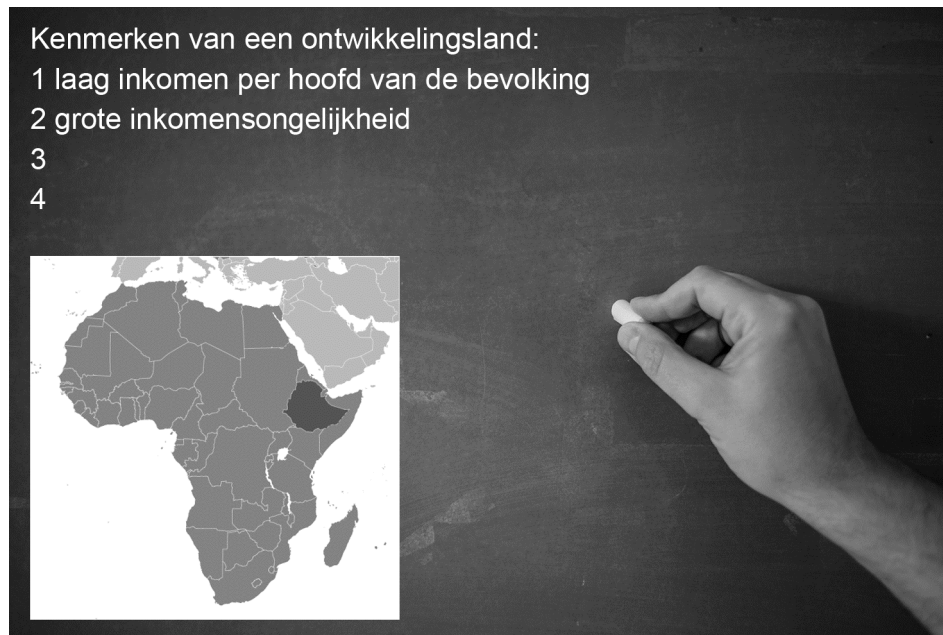 Kenmerken van een ontwikkelingsland:
1 laag inkomen per hoofd van de bevolking
2 grote inkomensongelijkheid
3
4